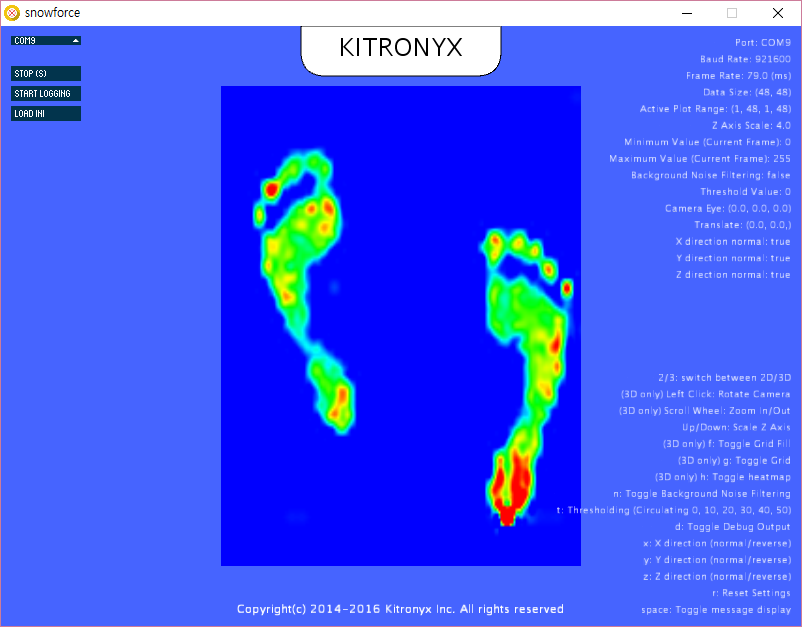 snowforce
COM9
STOP (S)
START LOGGING
LOAD INI
KITRONYX
Port: COM9
Baud Rate: 921600
Frame Rate: 79.0 (ms)
Data Size: (48, 48)
Active Plot Range: (1, 48, 1, 48)
Z Axis Scale: 4.0
Minimum Value (Current Frame): 0
Maximum Value (Current Frame): 255
Background Noise Filtering: false
Threshold Value: 0
Camera Eye: (0.0, 0.0, 0.0)
Translate: (0.0, 0.0,)
X direction normal: true
Y direction normal: true
Z direction normal: true
2/3: switch between 2D/3D
(3D only) Left Click: Rotate Camera
(3D only) Scroll Wheel: Zoom In/Out
Up/Down: Scale Z Axis
(3D only) f: Toggle Grid Fill
(3D only) g: Toggle Grid
(3D only) h: Toggle heatmap
n: Toggle Background Noise Filtering
t: Thresholding (Circulating 0, 10, 20, 30, 40, 50)
d: Toggle Debug Output
x: X direction (normal/reverse)
y: Y direction (normal/reverse)
z: Z direction (normal/reverse)
r: Reset Settings
space: Toggle message display
Copyright(c) 2014-2016 Kitronyx Inc. All rights reserved